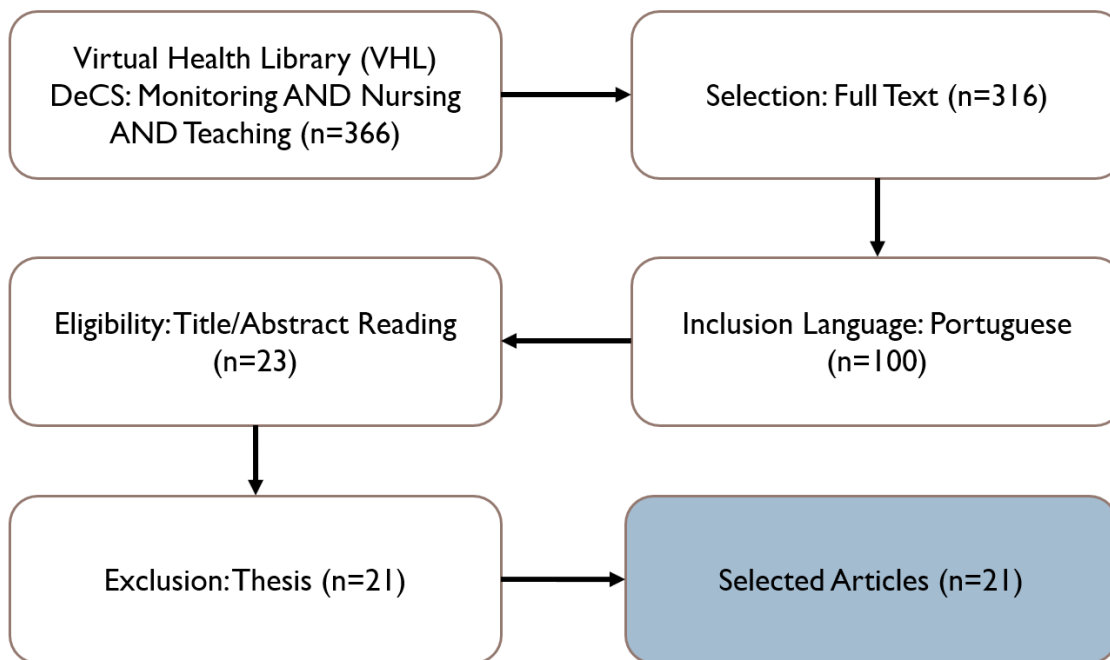 Virtual Health Library (VHL)
DeCS: Monitoring AND Nursing
AND Teaching (n=366)
Selection: Full Text (n=316)
Inclusion Language: Portuguese
(n=100)
Eligibility: Title/Abstract Reading
(n=23)
Exclusion: Thesis (n=21)
Selected Articles (n=21)